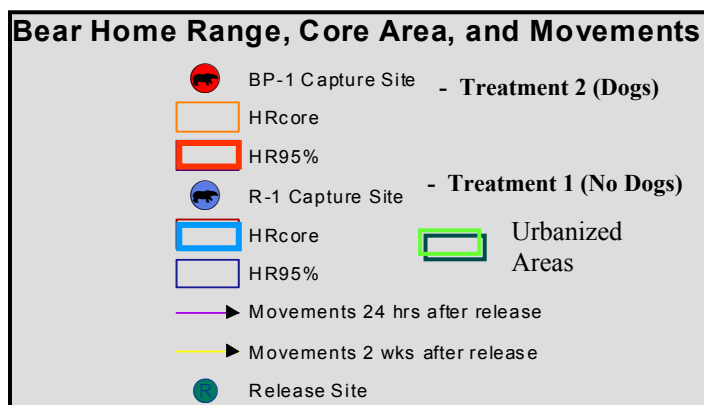 Bear Home Range, Core Area, and Movements
BP-1 Capture Site - Treatment 2 (Dogs)
HRcore
HR95%
R-1 Capture Site - Treatment 1 (No Dogs)
HRcore
Urbanized
Areas
HR95%
Movements 24 hrs after release
Movements 2 wks after release
R Release Site